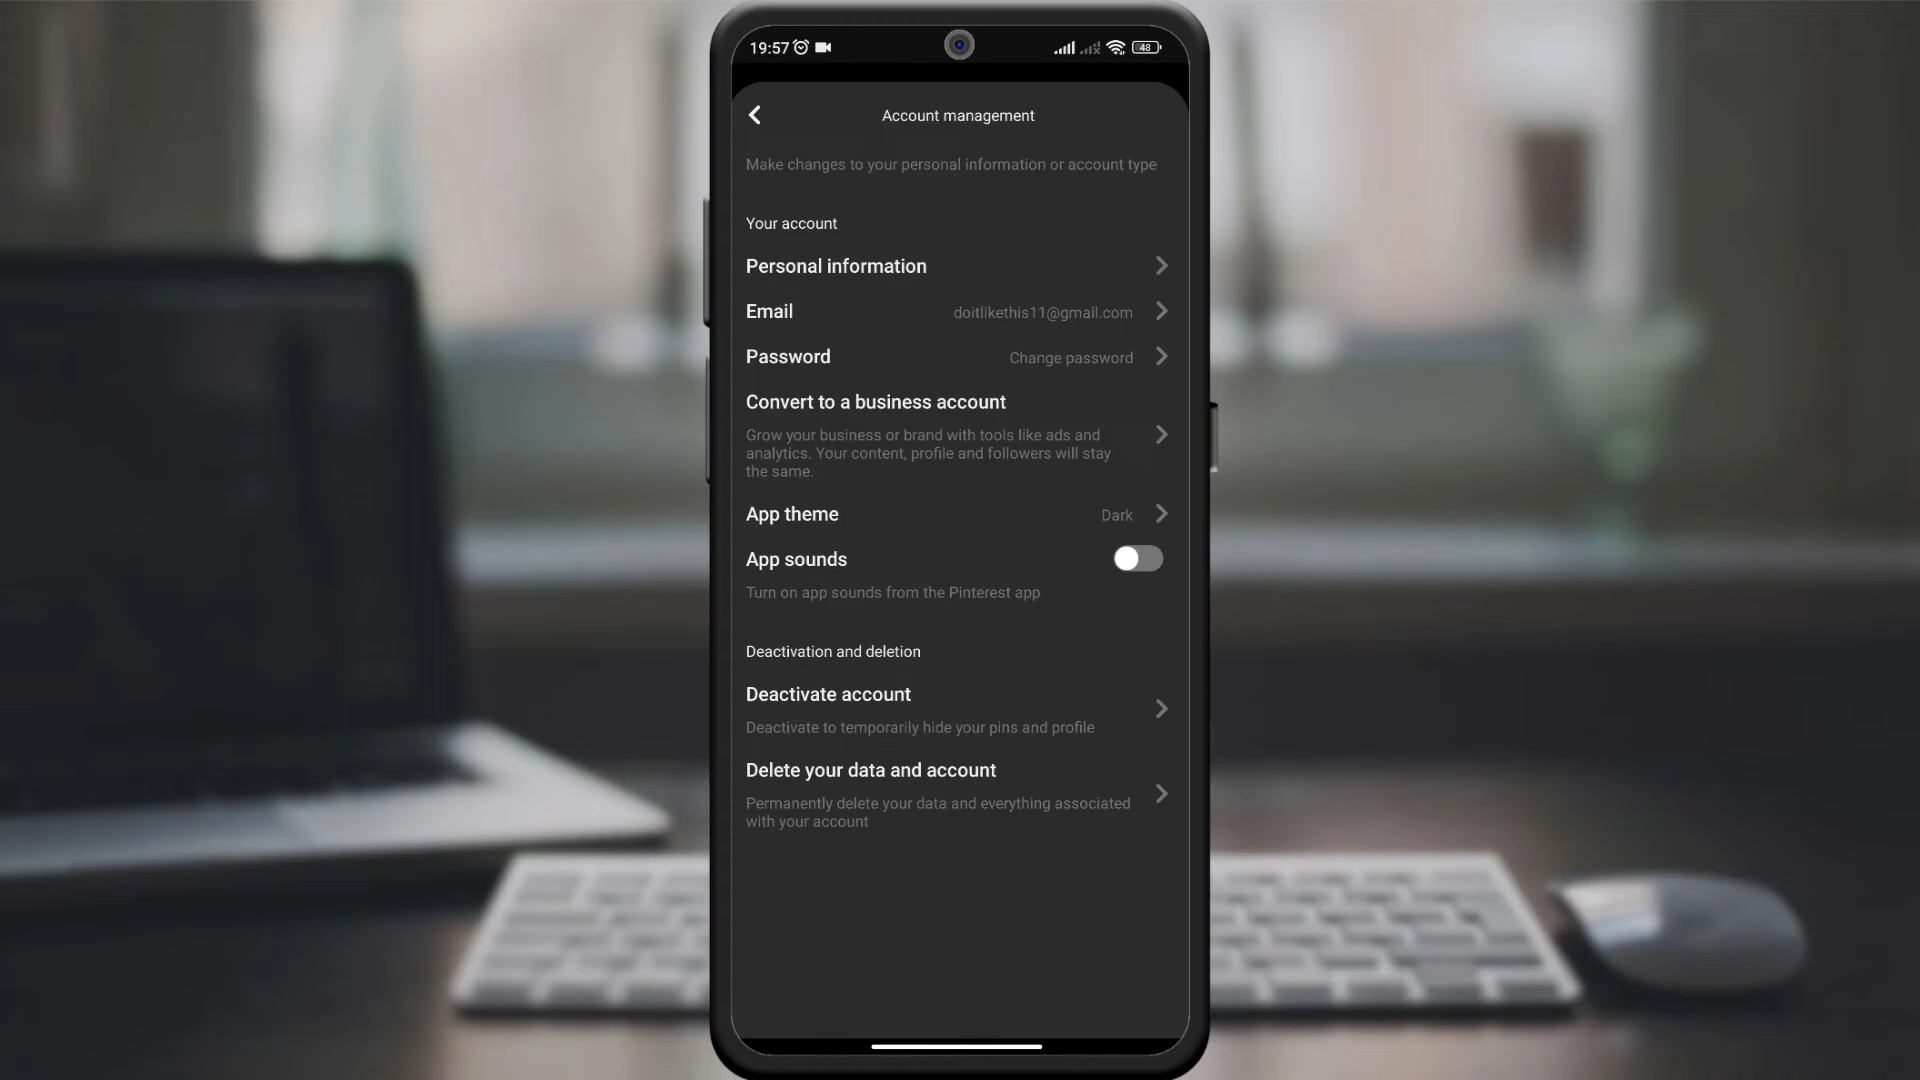 19:57
48
Account management
Make changes to your personal information or account type
Your account
Personal information
Email
doitlikethis11@gmail.com
Password
Change password
Convert to a business account
Grow your business or brand with tools like ads and
analytics. Your content, profile and followers will stay
the same.
App theme
Dark
App sounds
Turn on app sounds from the Pinterest app
Deactivation and deletion
Deactivate account
Deactivate to temporarily hide your pins and profile
Delete your data and account
Permanently delete your data and everything associated
with your account